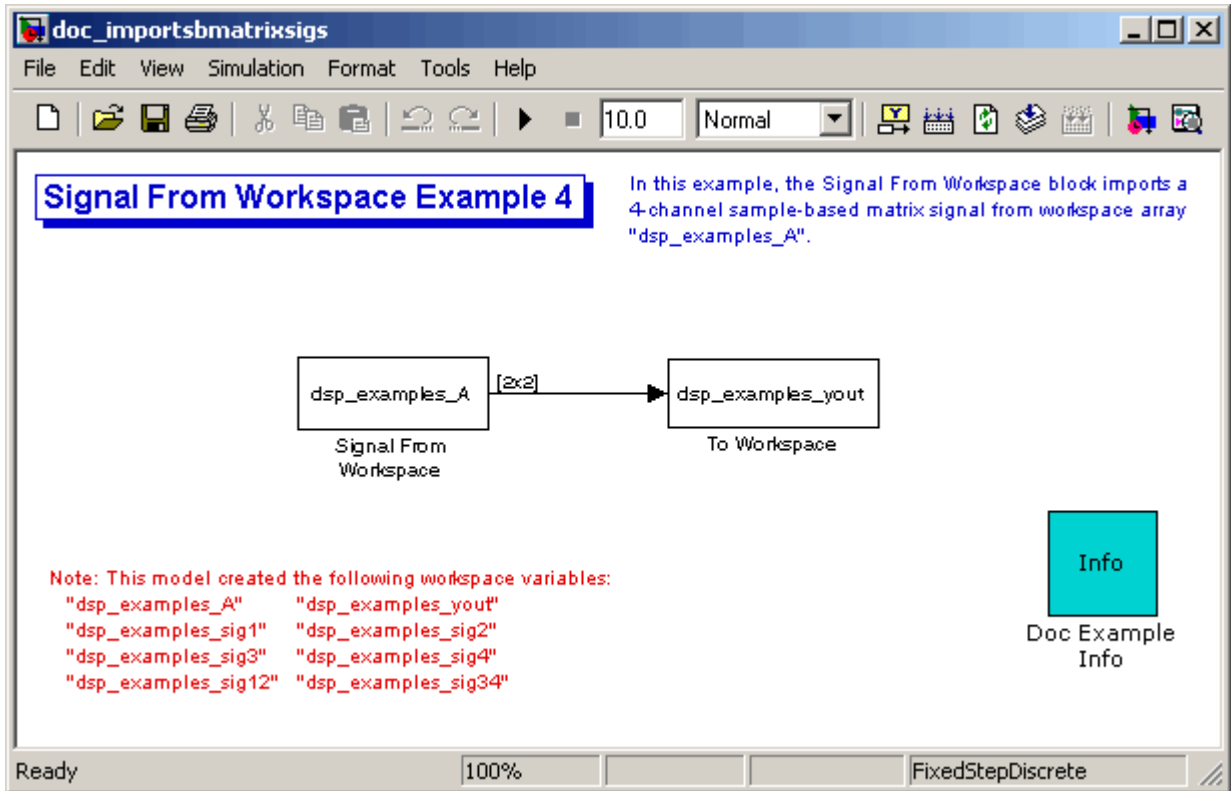 doc_importsbmatrixsigs
File Edit View Simulation Format Tools Help
10.0 Normal
Signal From Workspace Example 4
In this example, the Signal From Workspace block imports a
4-channel sample-based matrix signal from workspace array
"dsp_examples_A".
dsp_examples_A
[2x2]
dsp_examples_yout
Signal From
Workspace
To Workspace
Info
Doc Example
Info
Note: This model created the following workspace variables:
"dsp_examples_A" "dsp_examples_yout"
"dsp_examples_sig1" "dsp_examples_sig2"
"dsp_examples_sig3" "dsp_examples_sig4"
"dsp_examples_sig12" "dsp_examples_sig34"
Ready 100% FixedStepDiscrete